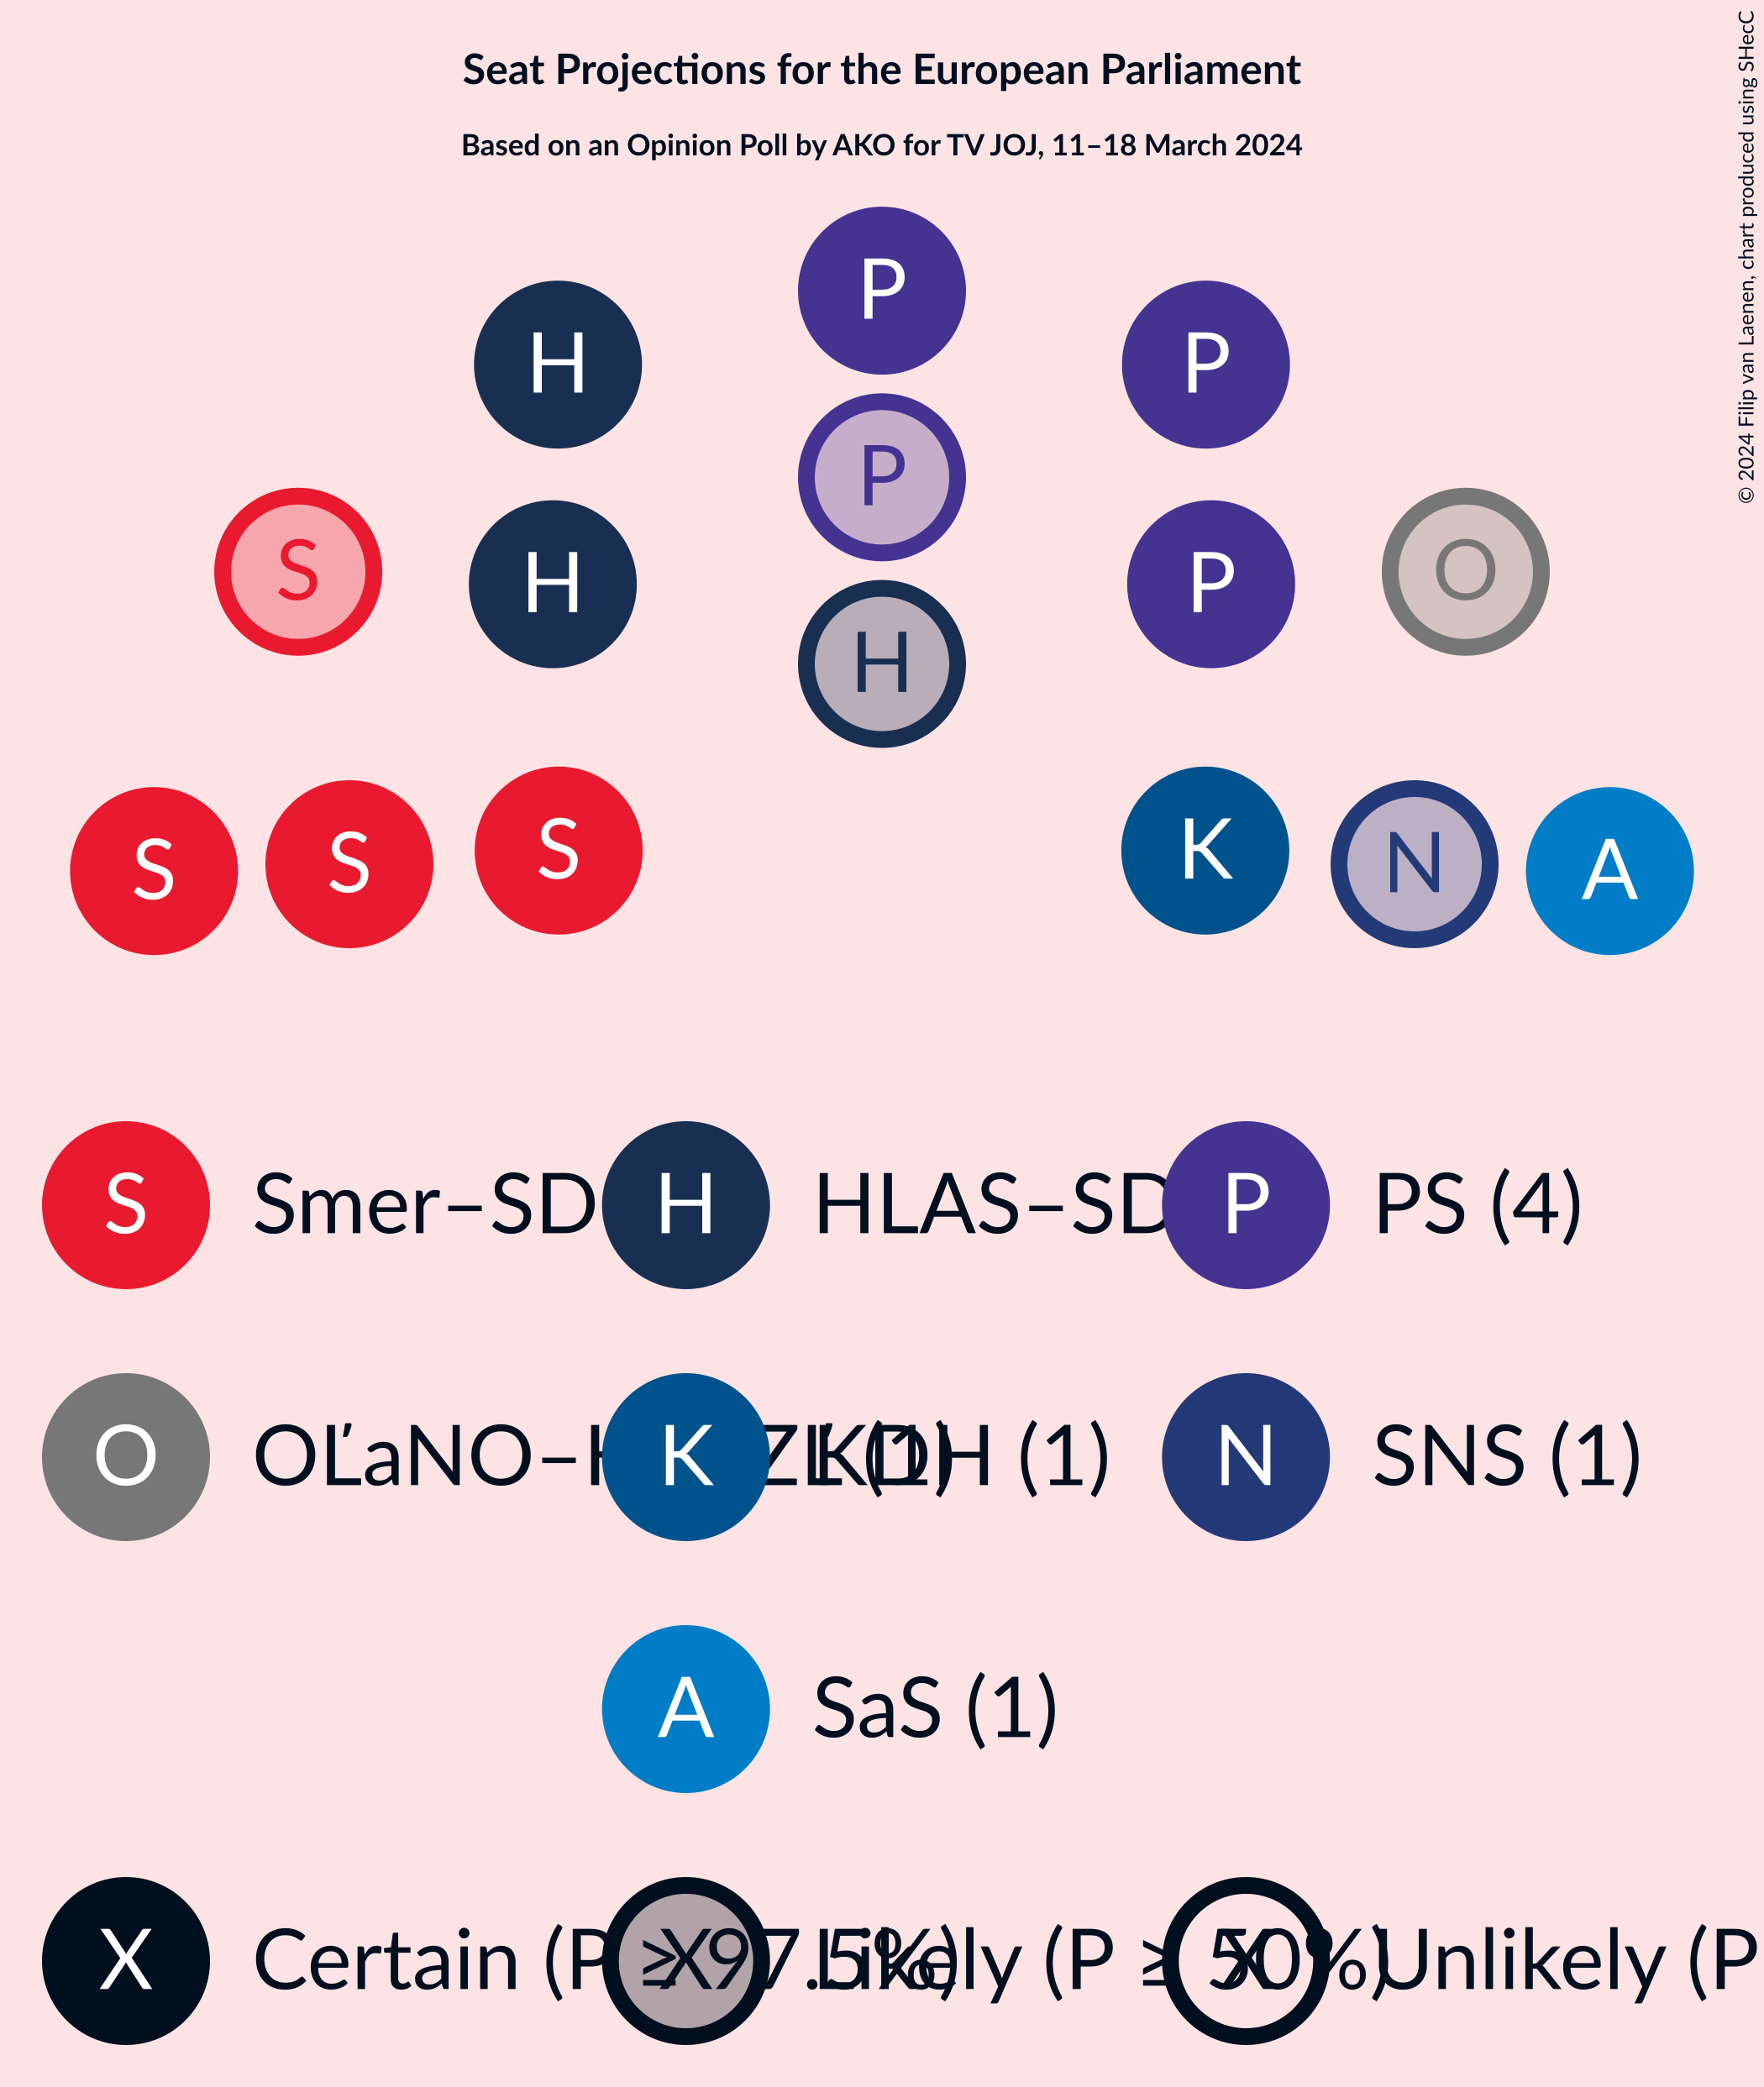 Seat Projections for the European Parliament
Based on an Opinion Poll by AKO for TV JOJ, 11–18 March 2024
© 2024 Filip van Laenen, chart produced using SHecC
P
H P
P
S H P O
H
S S S K N A
S Smer–SD H HLAS–SD P PS (4)
O OĽaNO– K KDH (1) N SNS (1)
A SaS (1)
X Certain (P ≥ 97.5%) X Likely (P ≥ 50%) X Unlikely (P